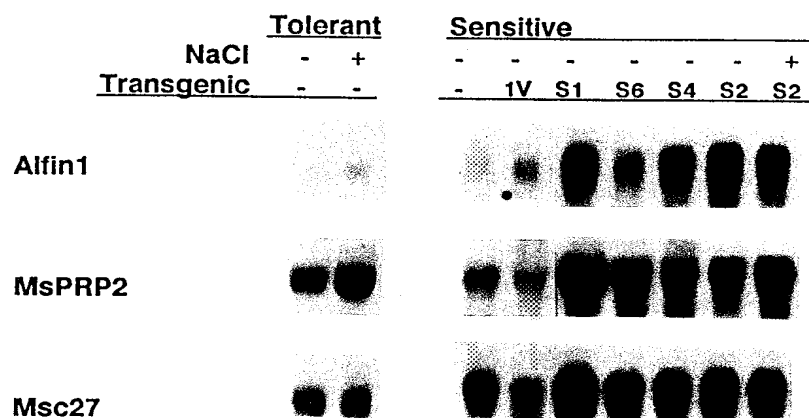 Tolerant Sensitive
NaCl - + - - - - - - +
Transgenic - - - 1V S1 S6 S4 S2 S2
Alfin1
MsPRP2
Msc27